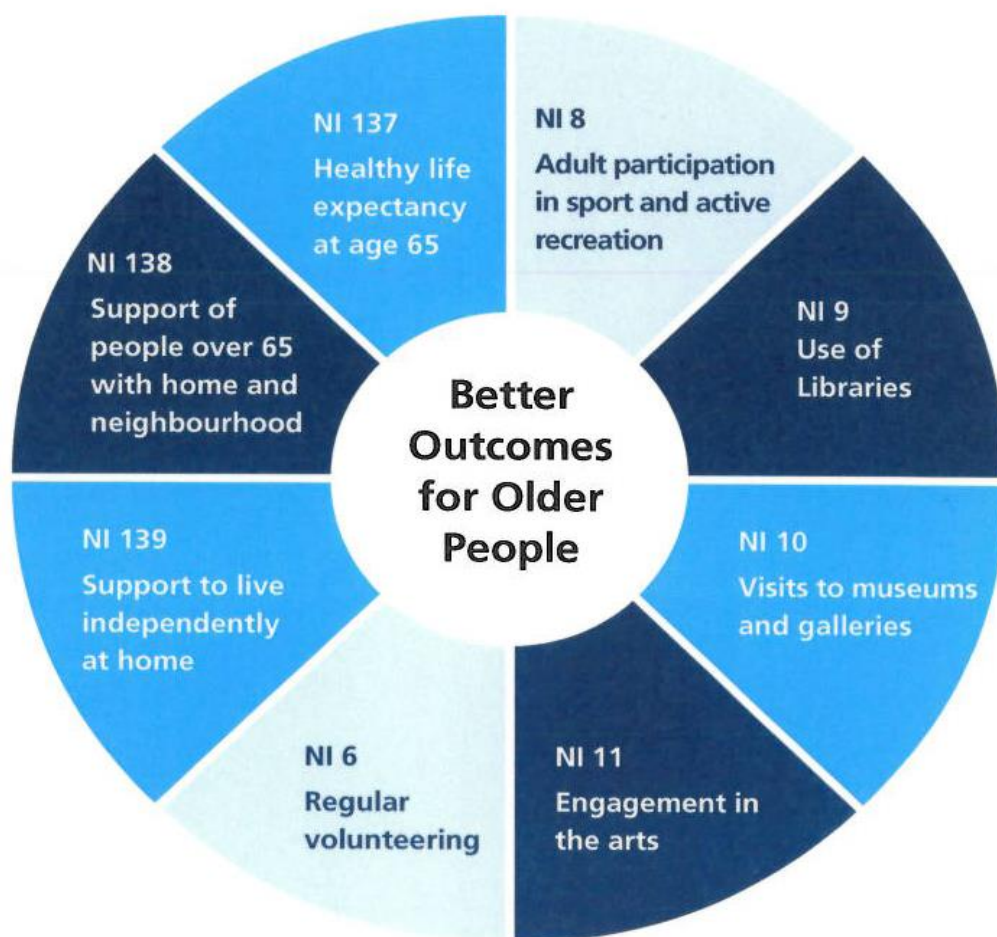 NI 137
Healthy life
expectancy
at age 65
NI 8
Adult participation
in sport and active
recreation
NI 9
Use of
Libraries
NI 10
Visits to museums
and galleries
NI 11
Engagement in
the arts
NI 6
Regular
volunteering
NI 139
Support to live
independently
at home
NI 138
Support of
people over 65
with home and
neighbourhood
Better
Outcomes
for Older
People